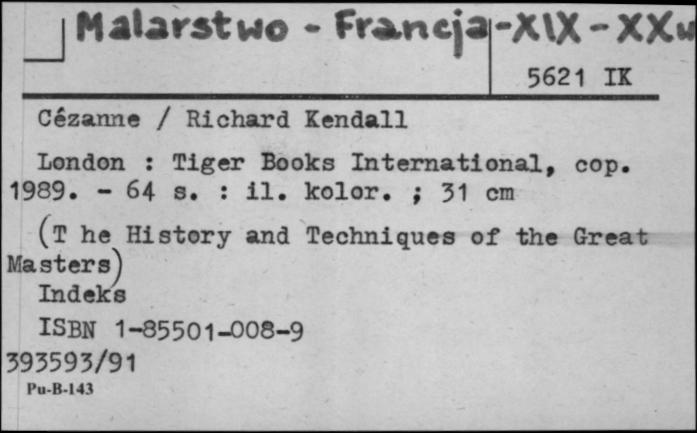 Malarstwo - Francja - XIX - XXw
5621 IK
Cézanne / Richard Kendall
London : Tiger Books International, cop.
1989. - 64 s. : il. kolor. ; 31 cm
(T he History and Techniques of the Great
Masters)
Indeks
ISBN 1-85501-008-9
393593/91
Pu-B-143